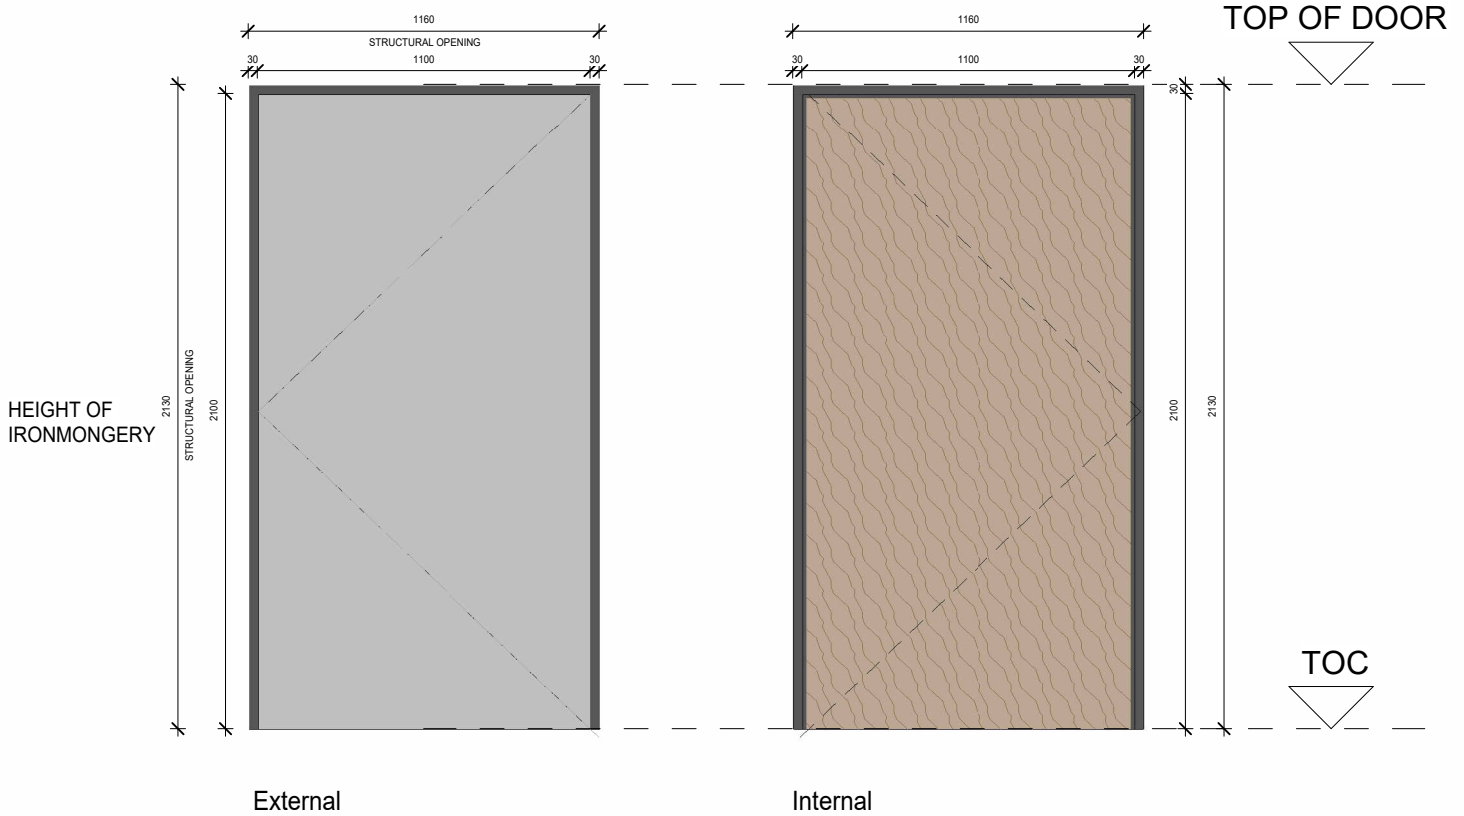 1160
STRUCTURAL OPENING
30
1100
30
1160
30
1100
30
TOP OF DOOR
30
HEIGHT OF
IRONMONGERY
2130
STRUCTURAL OPENING
2100
2100
2130
TOC
External
Internal